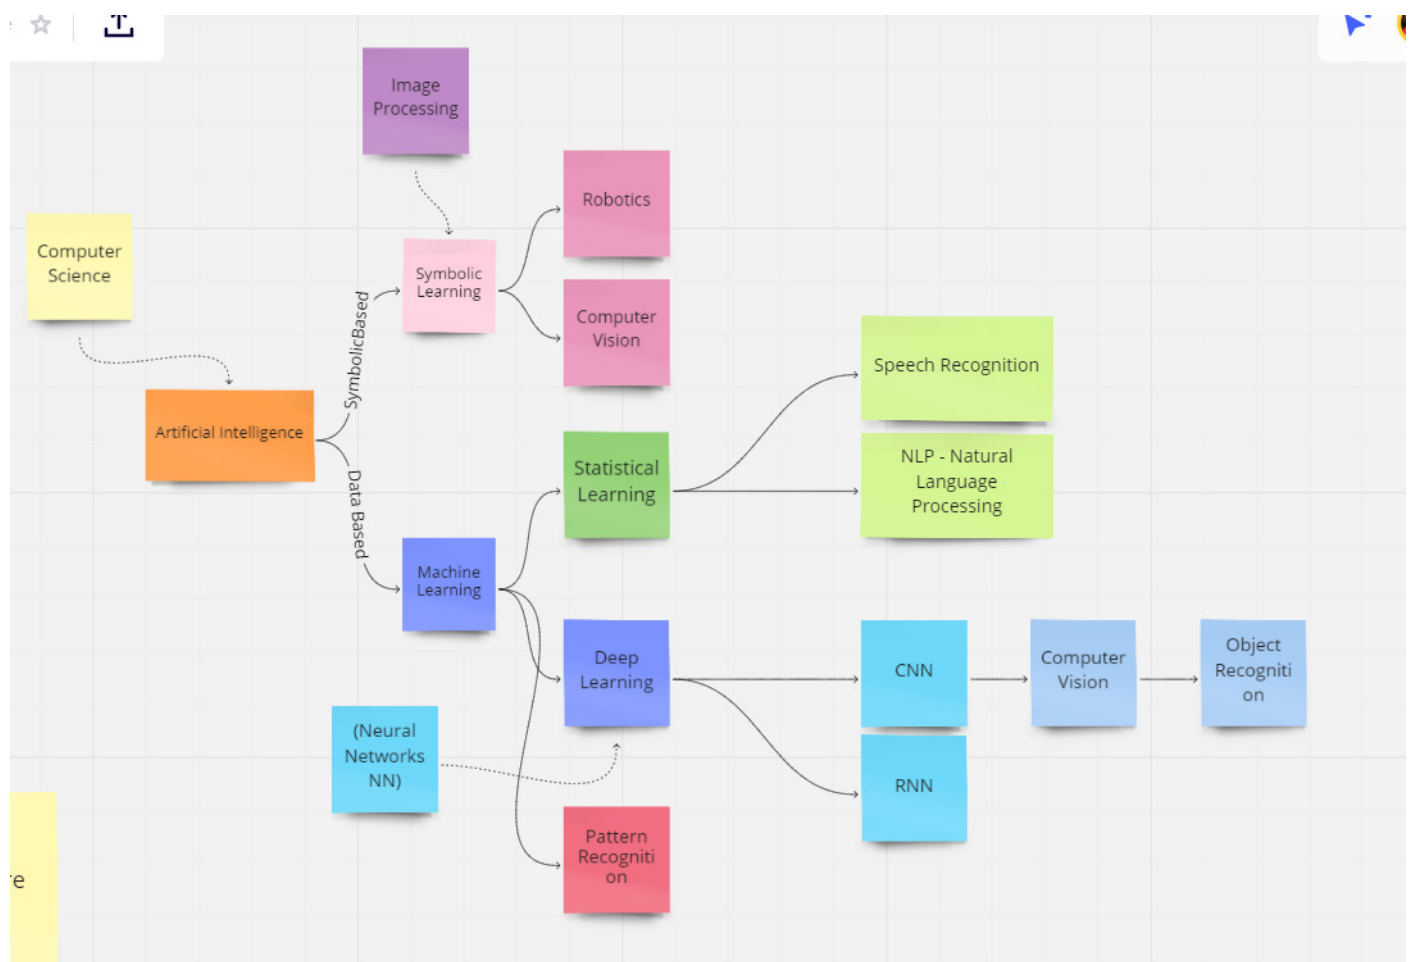 Image
Processing
Robotics
Computer
Science
Symbolic
Learning
Computer
Vision
SymbolicBased
Speech Recognition
Artificial Intelligence
Statistical
Learning
NLP - Natural
Language
Processing
Data Based
Machine
Learning
Deep
Learning
CNN
Computer
Vision
Object
Recogniti
on
(Neural
Networks
NN)
RNN
Pattern
Recogniti
on
re